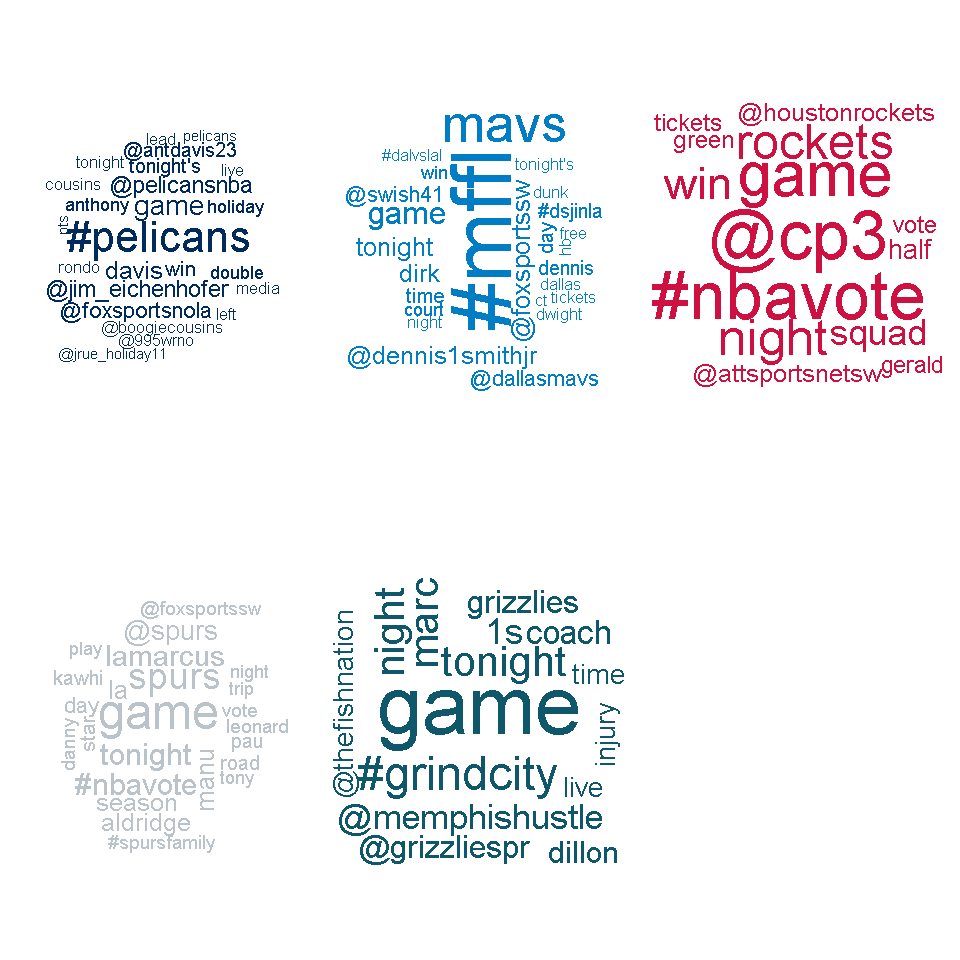 lead pelicans
@antdavis23
tonight tonight's live
cousins @pelicansnba
anthony game holiday
pts
#pelicans
rondo davis win double
@jim_eichenhofer media
@foxsportsnola left
@boogiecousins
@995wrno
@jrue_holiday11
mavs
#dalvslal
win
tonight's
@swish41
dunk
game
#mffl
@foxsportssw
#dsjinla
tonight
day
free
hb
dirk
dennis
dallas
time
ct tickets
court
dwight
night
@dennis1smithjr
@dallasmavs
@houstonrockets
tickets
green rockets
win game
@cp3 vote
half
#nbavote
night squad
@attsportsnetsw gerald
@foxsportssw
@spurs
play lamarcus
kawhi spurs night
la trip
day game vote
danny star leonard
tonight pau
#nbavote manu road
tony
season
aldridge
#spursfamily
night marc grizzlies
1s coach
@thefishnation
tonight time
game
injury
#grindcity live
@memphishustle
@grizzliespr dillon